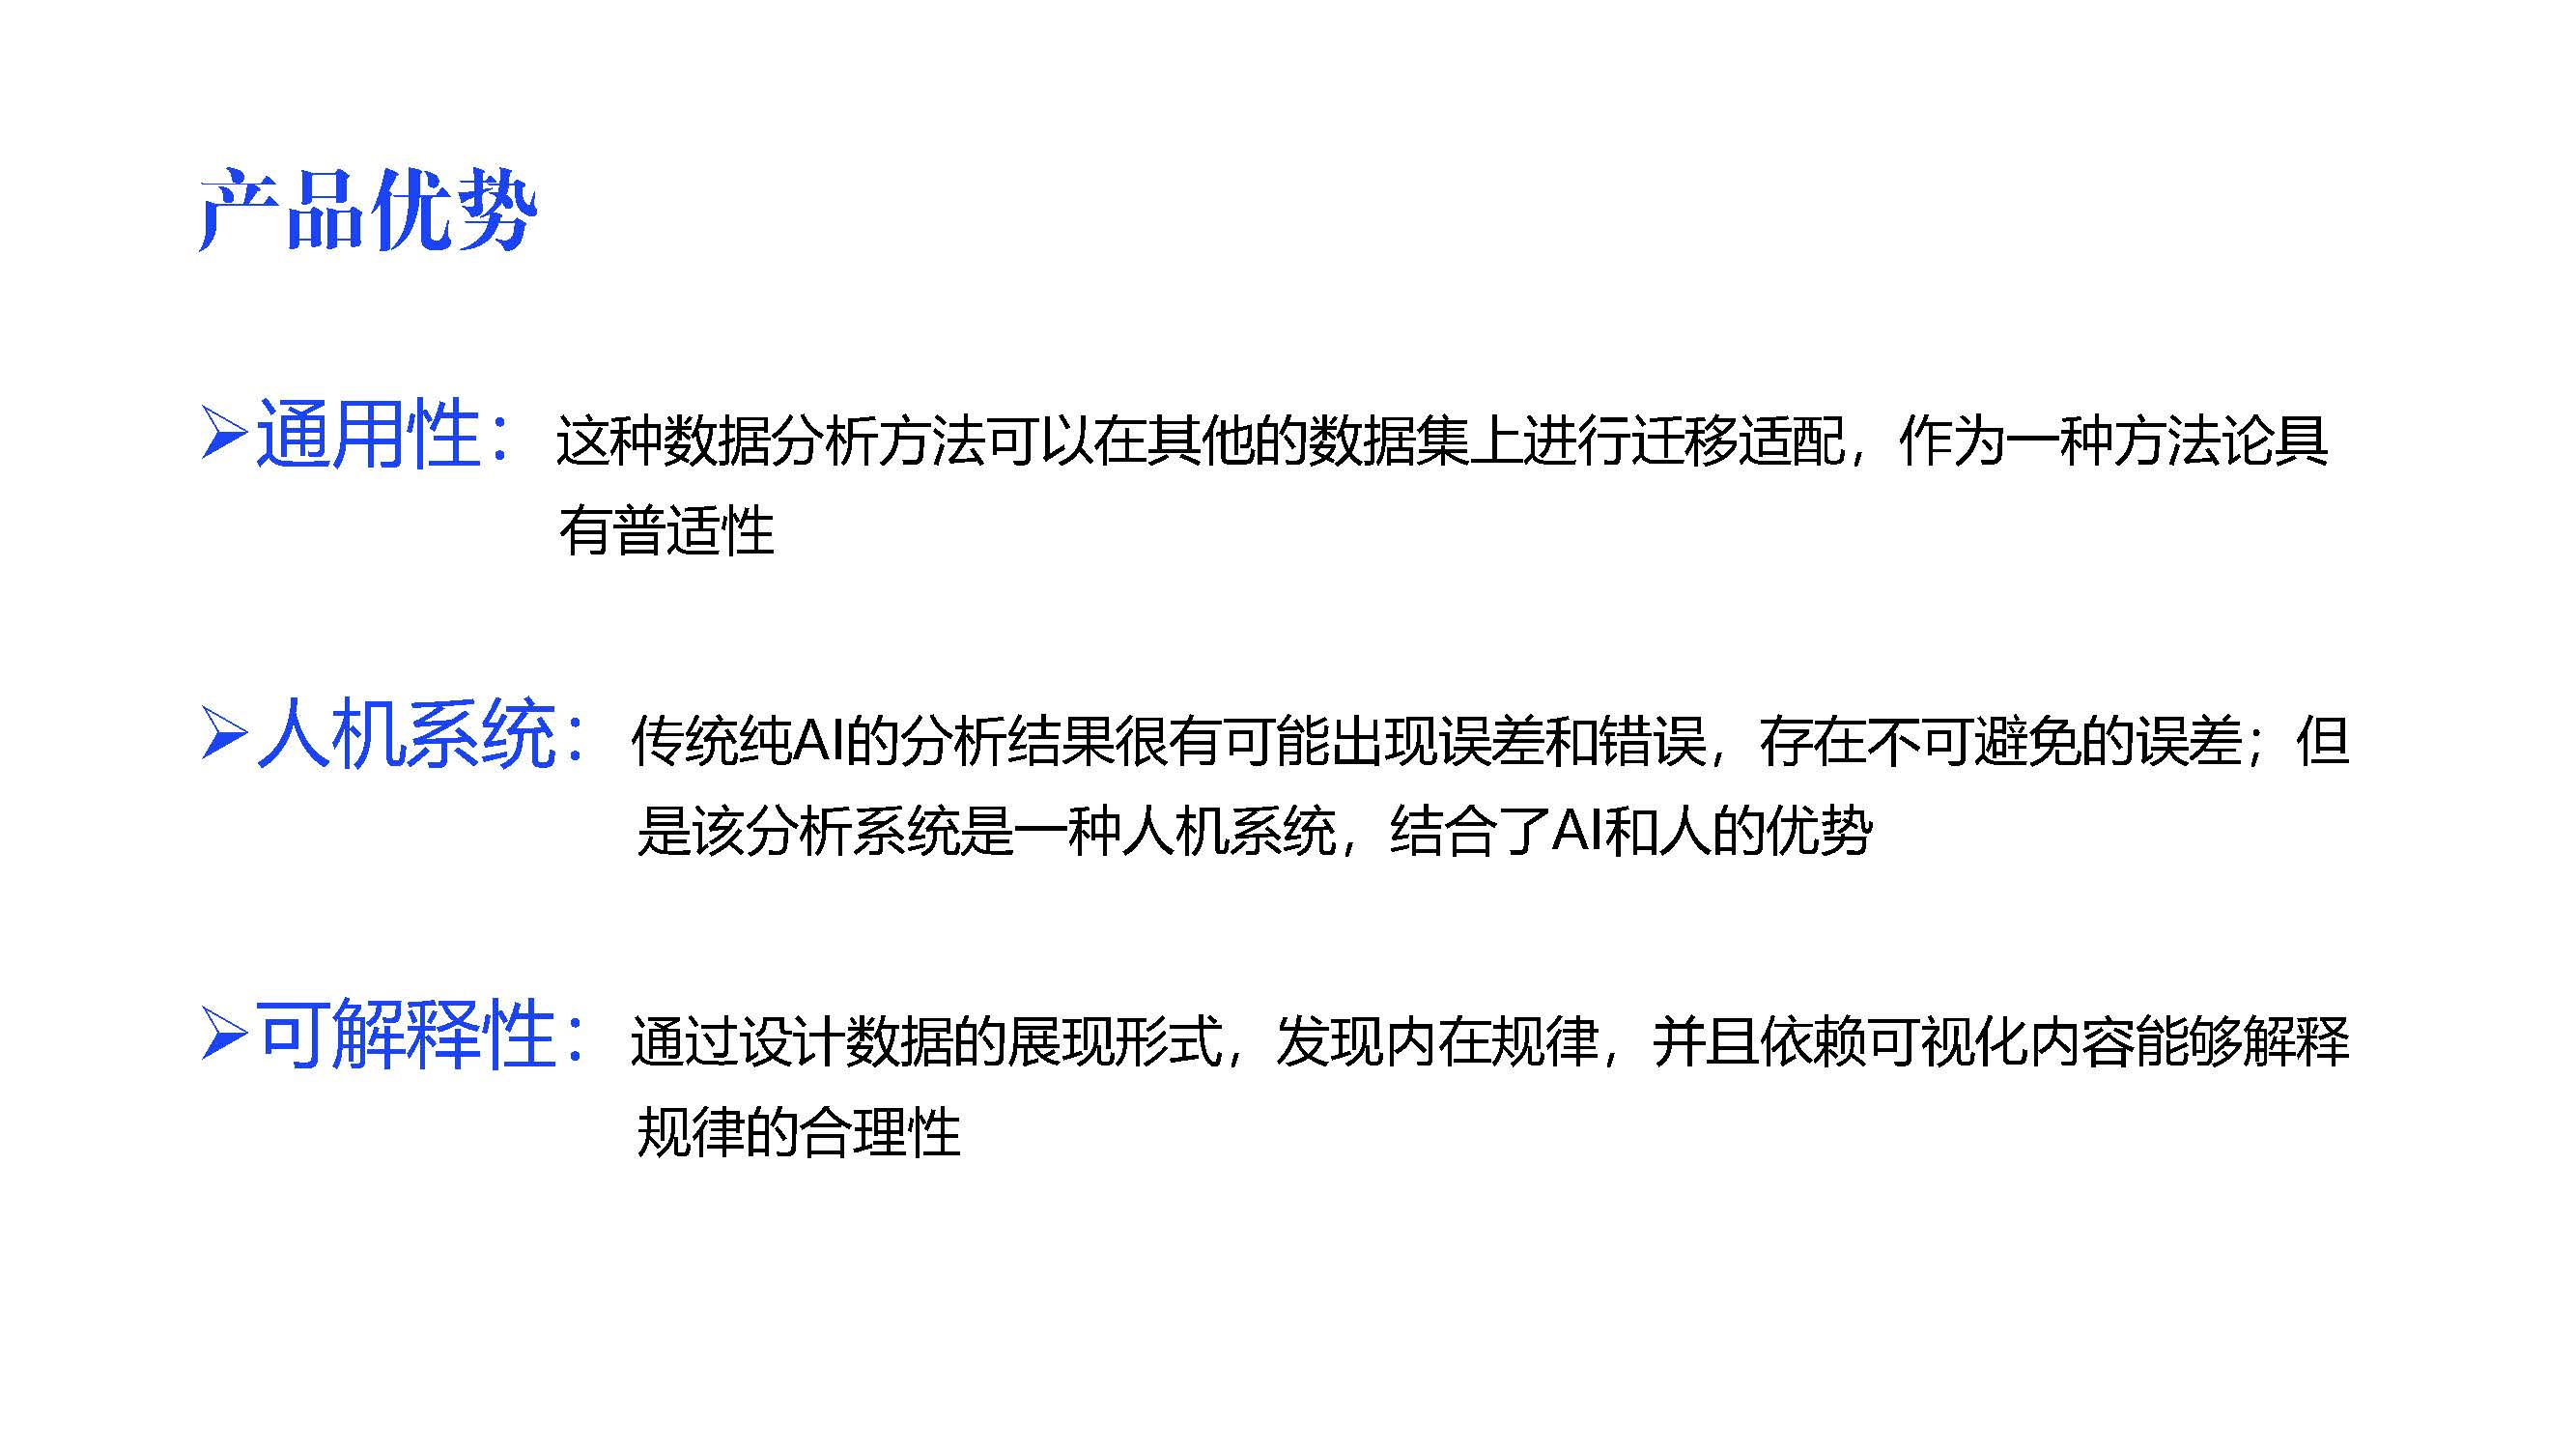 产品优势
➢通用性：这种数据分析方法可以在其他的数据集上进行迁移适配，作为一种方法论具
有普适性
➢人机系统：传统纯AI的分析结果很有可能出现误差和错误，存在不可避免的误差；但
是该分析系统是一种人机系统，结合了AI和人的优势
➢可解释性：通过设计数据的展现形式，发现内在规律，并且依赖可视化内容能够解释
规律的合理性